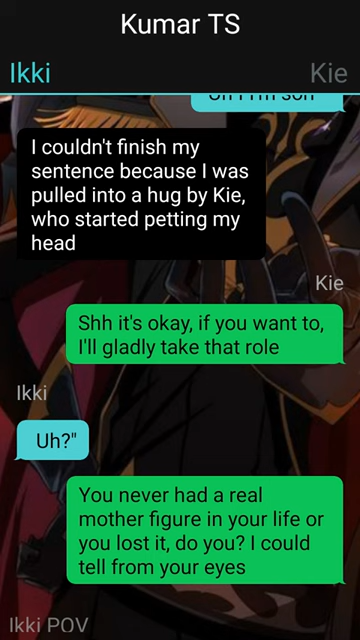 Kumar TS
Ikki
Kie
Uh I I'm sorr
I couldn't finish my
sentence because I was
pulled into a hug by Kie,
who started petting my
head
Kie
Shh it's okay, if you want to,
I'll gladly take that role
Ikki
Uh?"
You never had a real
mother figure in your life or
you lost it, do you? I could
tell from your eyes
Ikki POV